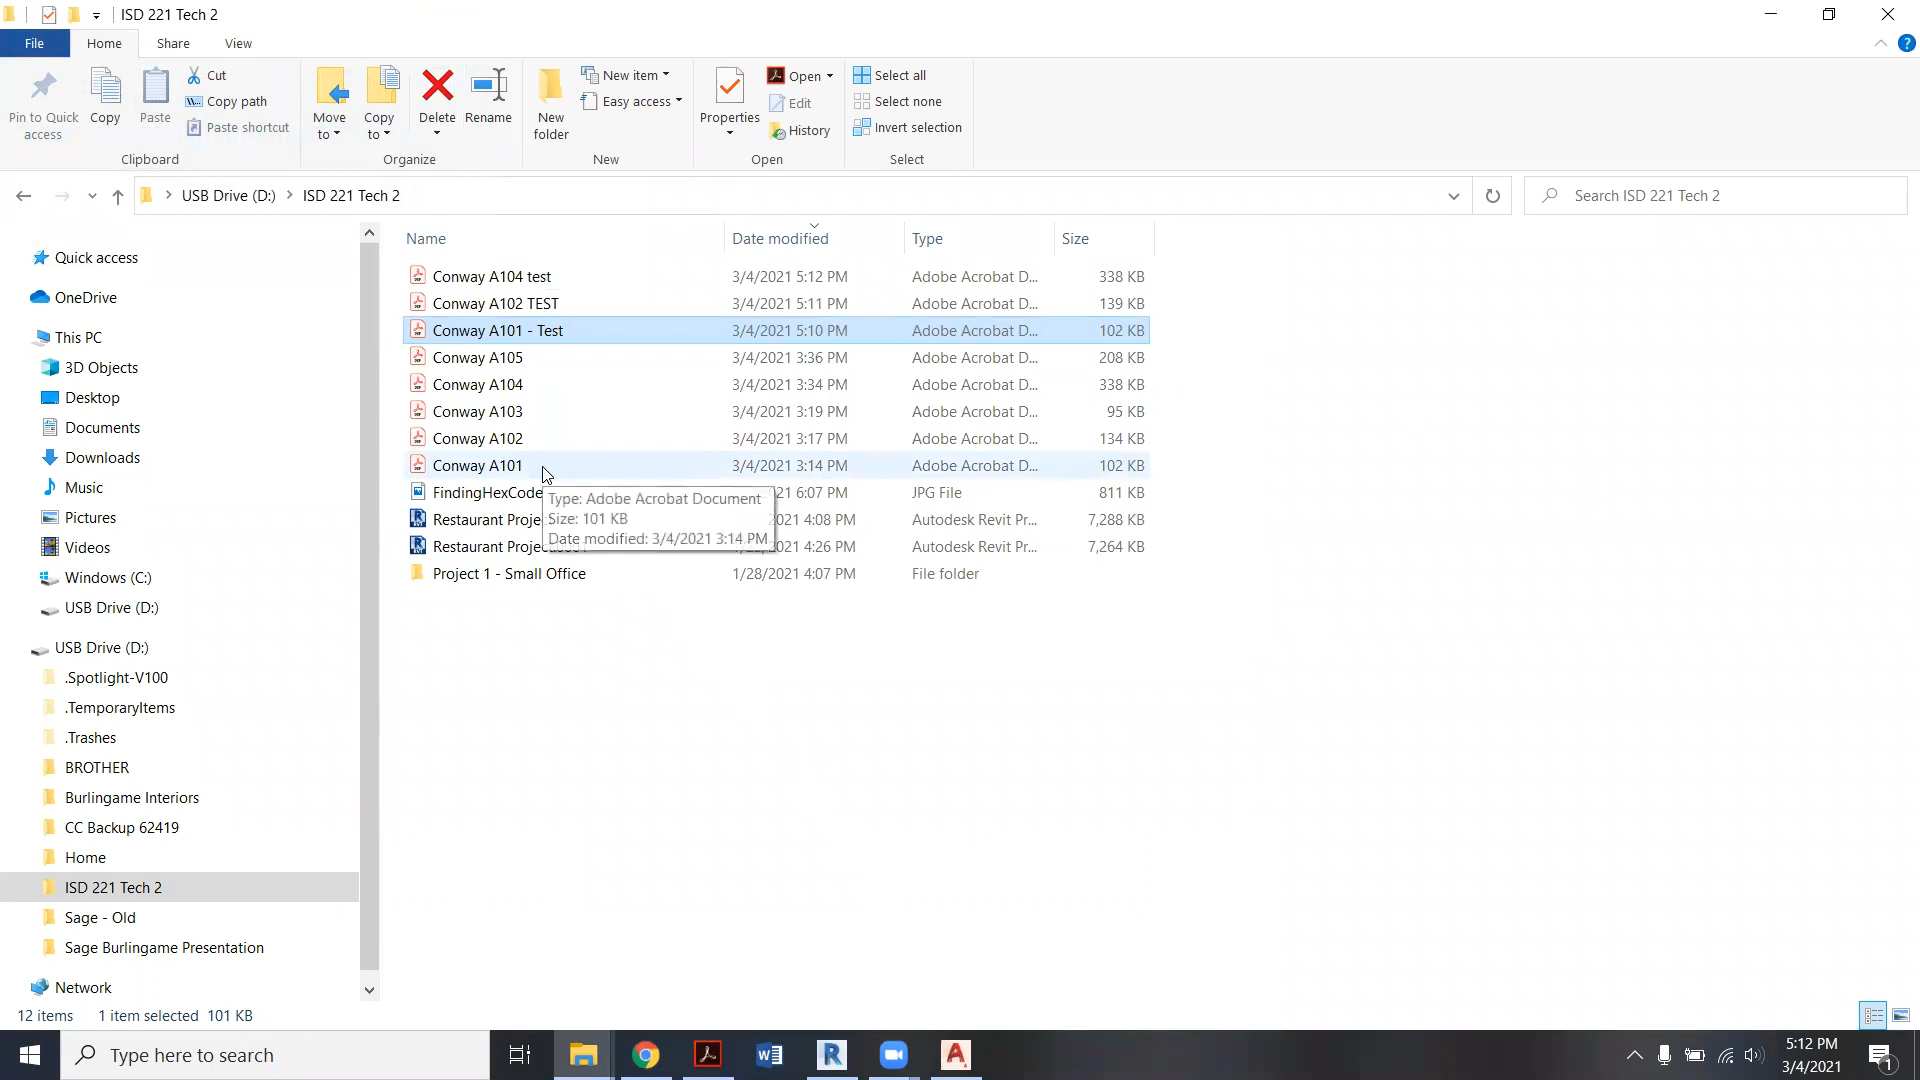 ISD 221 Tech 2
File
Home
Share
View
Pin to Quick access
Copy
Paste
Cut
Copy path
Paste shortcut
Clipboard
Move to
Copy to
Delete
Rename
Organize
New folder
New item
Easy access
New
Properties
Open
Edit
History
Open
Select all
Select none
Invert selection
Select
USB Drive (D:) > ISD 221 Tech 2
Search ISD 221 Tech 2
Name Date modified Type Size
Conway A104 test 3/4/2021 5:12 PM Adobe Acrobat D... 338 KB
Conway A102 TEST 3/4/2021 5:11 PM Adobe Acrobat D... 139 KB
Conway A101 - Test 3/4/2021 5:10 PM Adobe Acrobat D... 102 KB
Conway A105 3/4/2021 3:36 PM Adobe Acrobat D... 208 KB
Conway A104 3/4/2021 3:34 PM Adobe Acrobat D... 338 KB
Conway A103 3/4/2021 3:19 PM Adobe Acrobat D... 95 KB
Conway A102 3/4/2021 3:17 PM Adobe Acrobat D... 134 KB
Conway A101 3/4/2021 3:14 PM Adobe Acrobat D... 102 KB
FindingHexCode 021 6:07 PM JPG File 811 KB
Restaurant Proje 2021 4:08 PM Autodesk Revit Pr... 7,288 KB
Restaurant Projec 2021 4:26 PM Autodesk Revit Pr... 7,264 KB
Project 1 - Small Office 1/28/2021 4:07 PM File folder
Type: Adobe Acrobat Document
Size: 101 KB
Date modified: 3/4/2021 3:14 PM
Quick access
OneDrive
This PC
3D Objects
Desktop
Documents
Downloads
Music
Pictures
Videos
Windows (C:)
USB Drive (D:)
USB Drive (D:)
.Spotlight-V100
.TemporaryItems
.Trashes
BROTHER
Burlingame Interiors
CC Backup 62419
Home
ISD 221 Tech 2
Sage - Old
Sage Burlingame Presentation
Network
12 items 1 item selected 101 KB
Type here to search
5:12 PM
3/4/2021
1